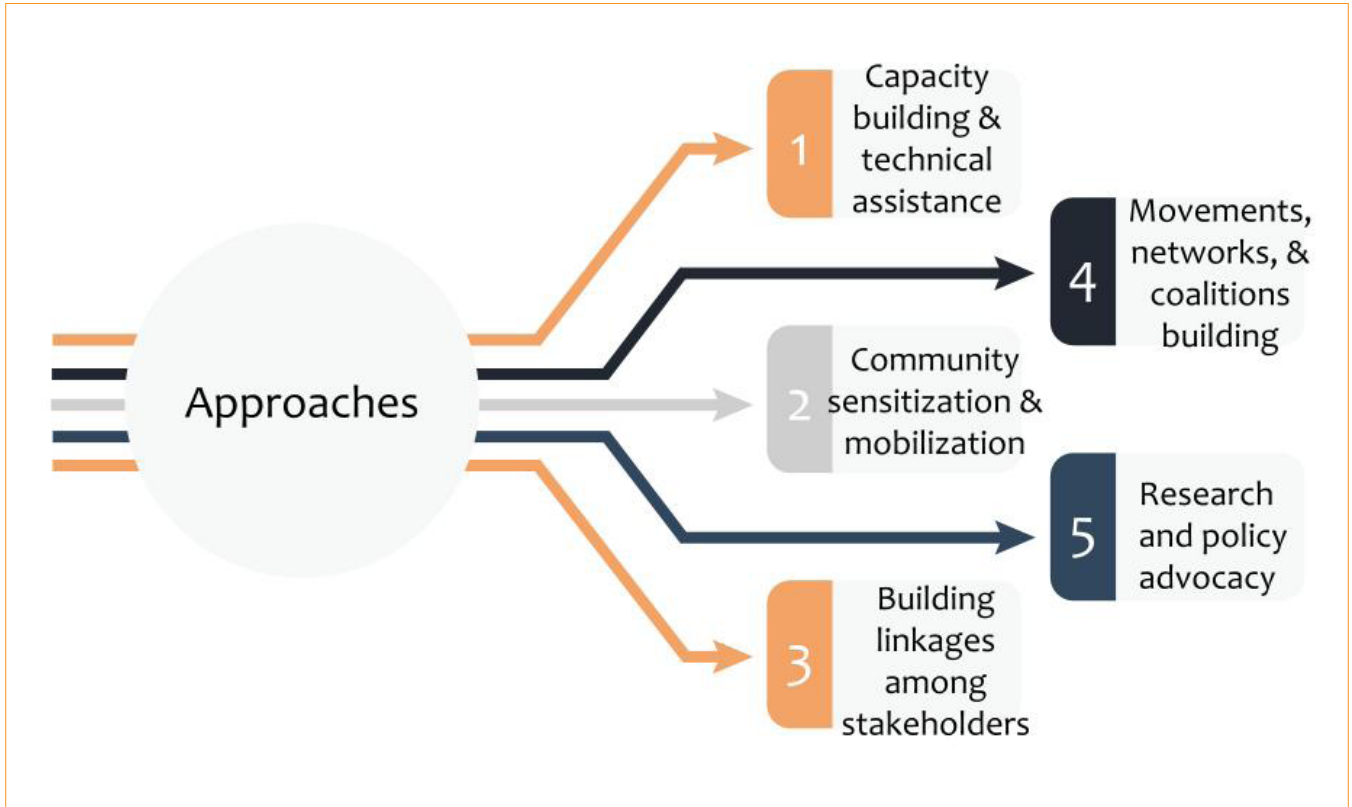 Approaches
1
Capacity
building &
technical
assistance
2
Community
sensitization &
mobilization
3
Building
linkages
among
stakeholders
4
Movements,
networks, &
coalitions
building
5
Research
and policy
advocacy